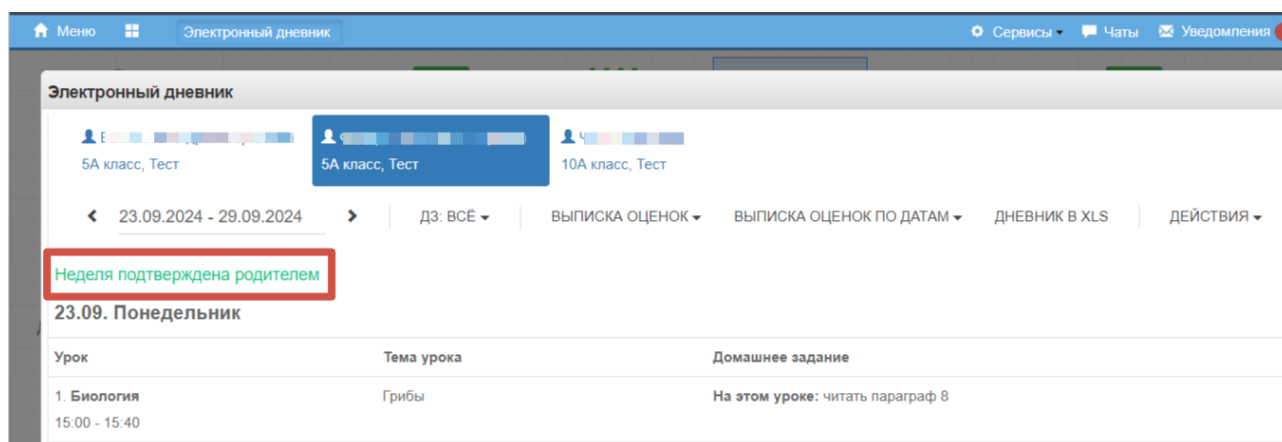 Меню Электронный дневник Сервисы Чаты Уведомления
Электронный дневник
5А класс, Тест 5А класс, Тест 10А класс, Тест
23.09.2024 - 29.09.2024 ДЗ: ВСЁ ВЫПИСКА ОЦЕНОК ВЫПИСКА ОЦЕНОК ПО ДАТАМ ДНЕВНИК В XLS ДЕЙСТВИЯ
Неделя подтверждена родителем
23.09. Понедельник
Урок Тема урока Домашнее задание
1. Биология Грибы На этом уроке: читать параграф 8
15:00 - 15:40